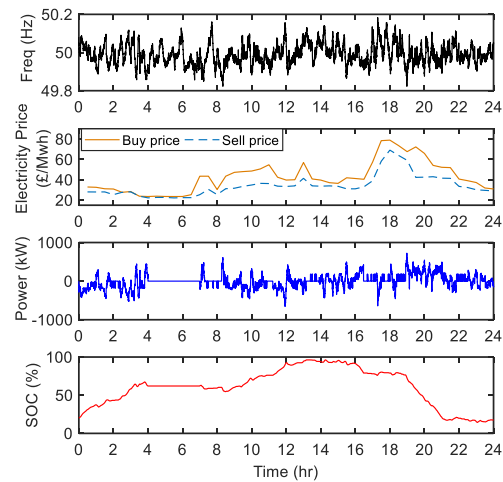 50.2
50
49.8
Freq (Hz)
0 2 4 6 8 10 12 14 16 18 20 22 24
Electricity Price
(£/Mwh)
80
60
40
20
Buy price
Sell price
0 2 4 6 8 10 12 14 16 18 20 22 24
Power (kW)
1000
0
-1000
0 2 4 6 8 10 12 14 16 18 20 22 24
SOC (%)
100
50
0
0 2 4 6 8 10 12 14 16 18 20 22 24
Time (hr)